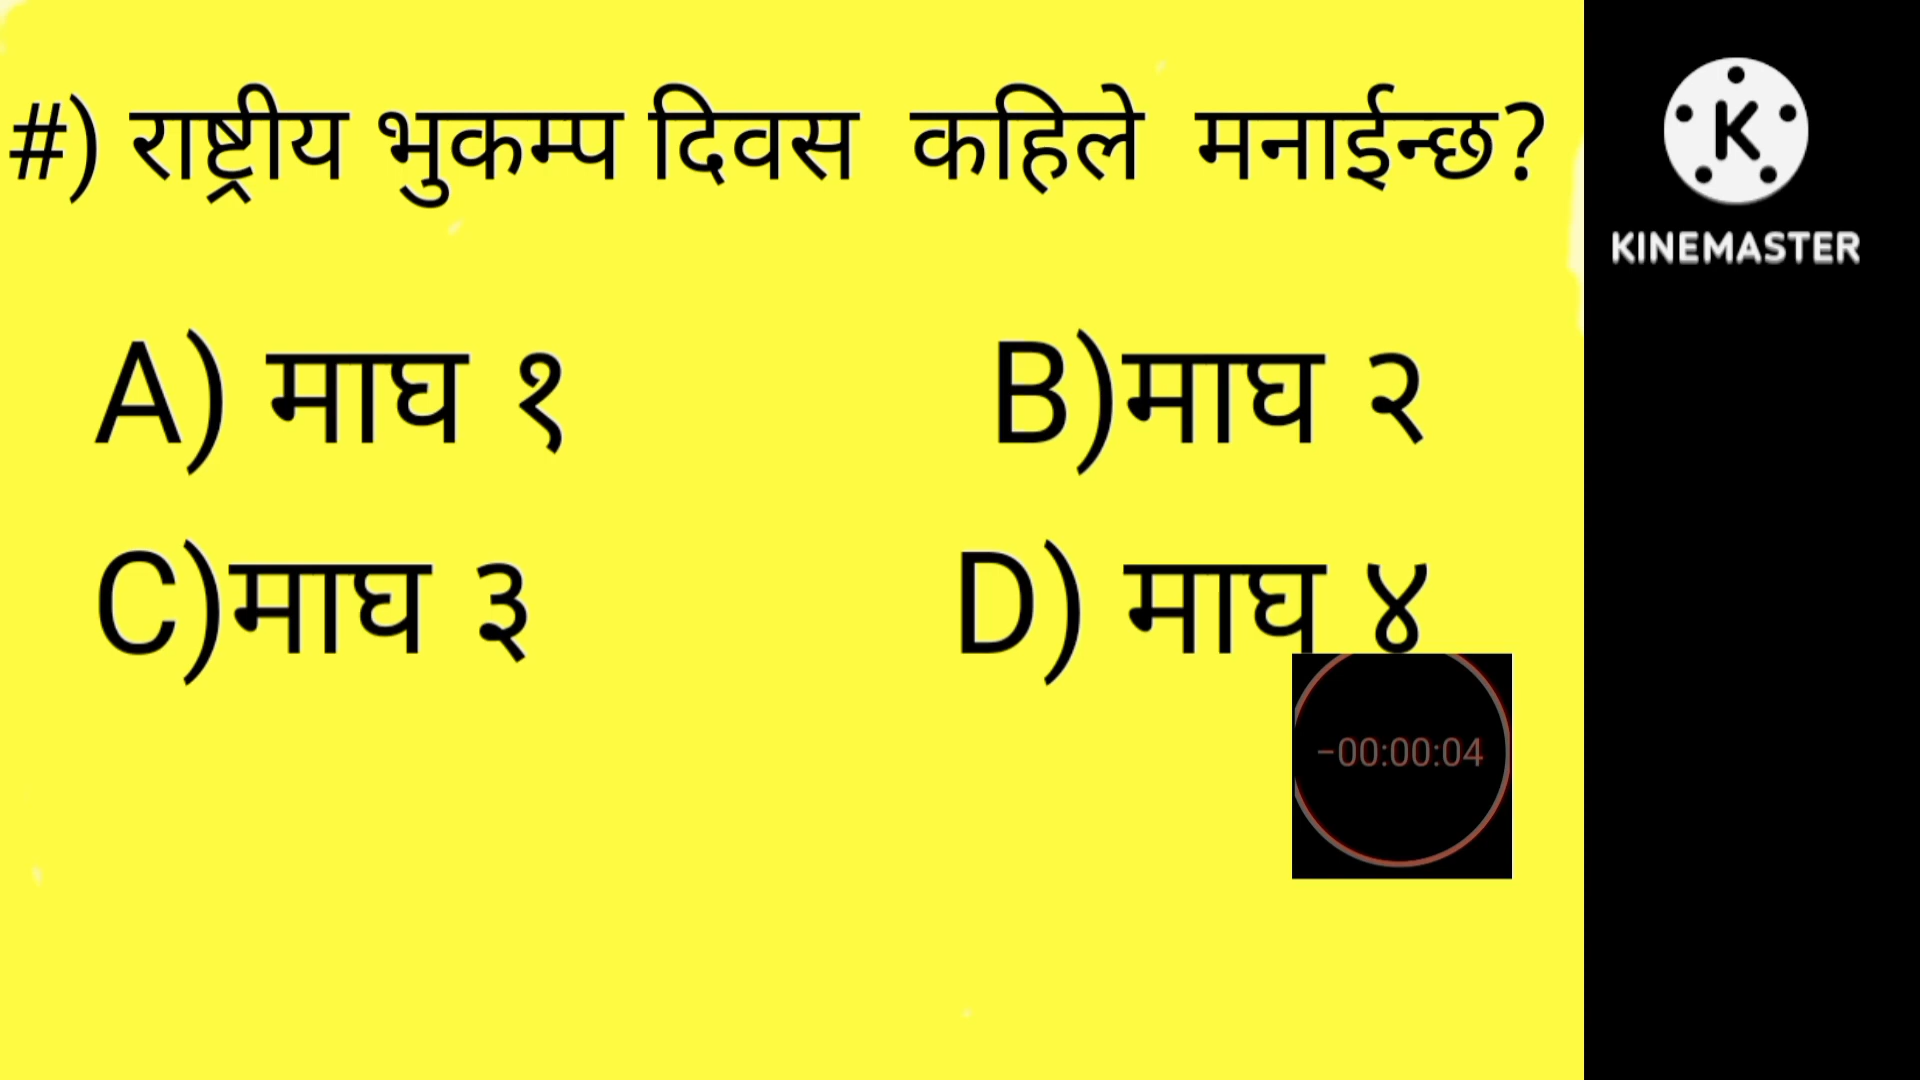 #) राष्ट्रीय भुकम्प दिवस कहिले मनाईन्छ?
A) माघ १
B)माघ २
C)माघ ३
D) माघ ४
-00:00:04
K
KINEMASTER